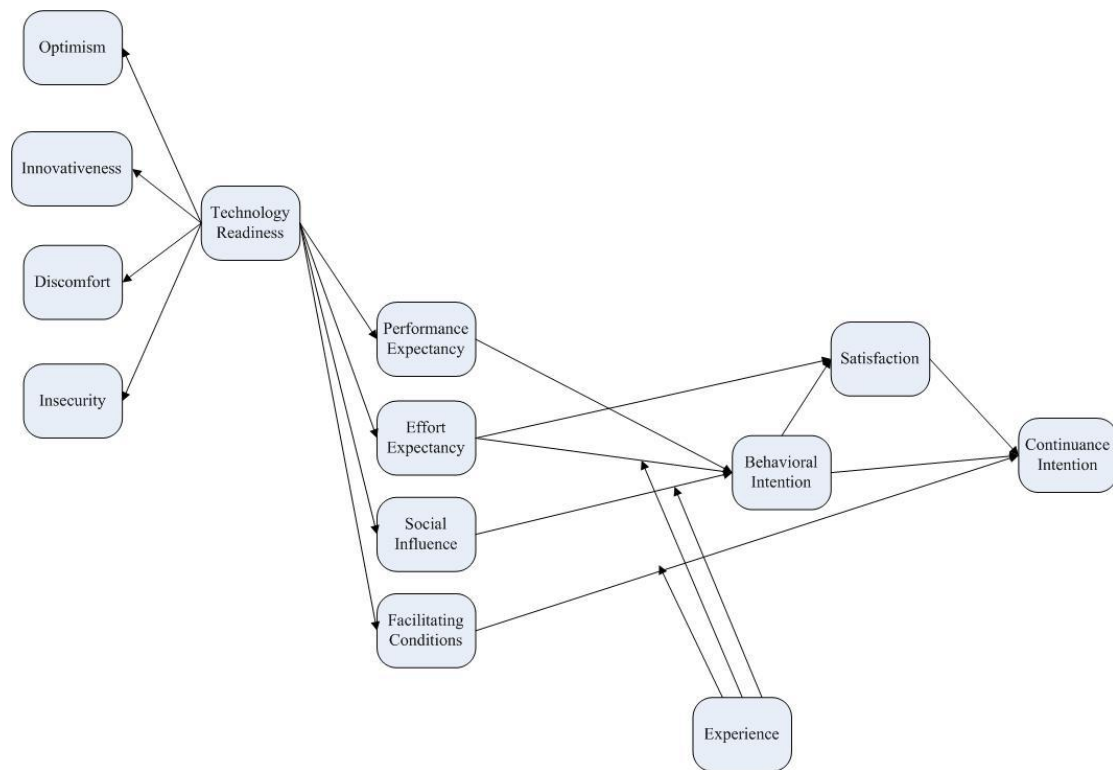 Optimism
Innovativeness
Technology
Readiness
Discomfort
Insecurity
Performance
Expectancy
Effort
Expectancy
Social
Influence
Facilitating
Conditions
Satisfaction
Behavioral
Intention
Continuance
Intention
Experience